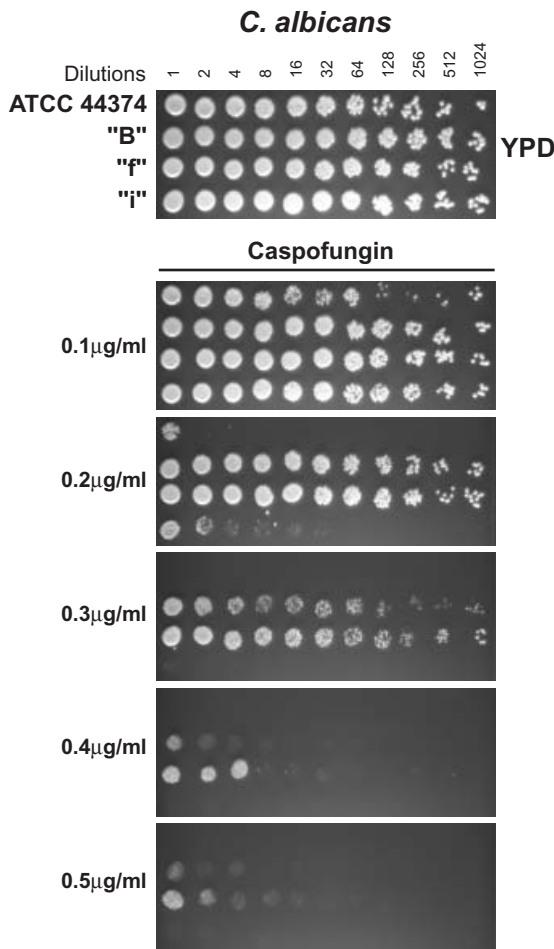 C. albicans
Dilutions 1 2 4 8 16 32 64 128 256 512 1024
ATCC 44374
"B"
"f"
"i"
YPD
Caspofungin
0.1µg/ml
0.2µg/ml
0.3µg/ml
0.4µg/ml
0.5µg/ml